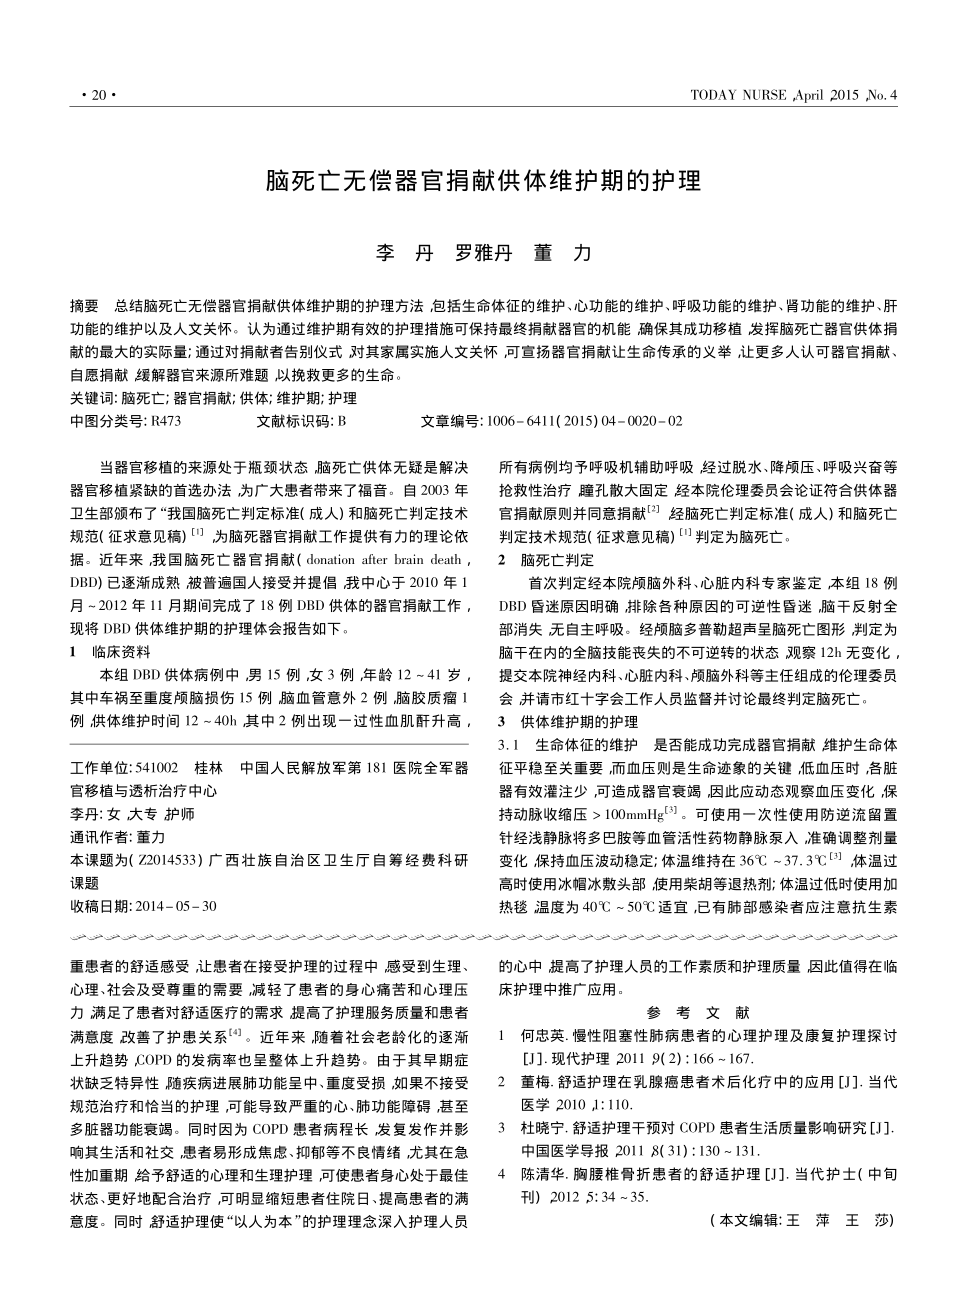 ·20·
TODAY NURSE,April,2015,No.4
脑死亡无偿器官捐献供体维护期的护理
李 丹 罗雅丹 董 力
摘要 总结脑死亡无偿器官捐献供体维护期的护理方法,包括生命体征的维护、心功能的维护、呼吸功能的维护、肾功能的维护、肝
功能的维护以及人文关怀。认为通过维护期有效的护理措施可保持最终捐献器官的机能,确保其成功移植,发挥脑死亡器官供体捐
献的最大的实际量;通过对捐献者告别仪式,对其家属实施人文关怀,可宣扬器官捐献让生命传承的义举,让更多人认可器官捐献、
自愿捐献,缓解器官来源所难题,以挽救更多的生命。
关键词:脑死亡;器官捐献;供体;维护期;护理
中图分类号:R473 文献标识码:B 文章编号:1006-6411(2015)04-0020-02
当器官移植的来源处于瓶颈状态,脑死亡供体无疑是解决
器官移植紧缺的首选办法,为广大患者带来了福音。自 2003 年
卫生部颁布了“我国脑死亡判定标准(成人)和脑死亡判定技术
规范(征求意见稿)[1],为脑死器官捐献工作提供有力的理论依
据。近年来,我国脑死亡器官捐献(donation after brain death,
DBD)已逐渐成熟,被普遍国人接受并提倡,我中心于 2010 年 1
月~2012 年 11 月期间完成了 18 例 DBD 供体的器官捐献工作,
现将 DBD 供体维护期的护理体会报告如下。
1 临床资料
本组 DBD 供体病例中,男 15 例,女 3 例,年龄 12~41 岁,
其中车祸至重度颅脑损伤 15 例,脑血管意外 2 例,脑胶质瘤 1
例,供体维护时间 12~40h,其中 2 例出现一过性血肌酐升高,
工作单位:541002 桂林 中国人民解放军第 181 医院全军器
官移植与透析治疗中心
李丹:女,大专,护师
通讯作者:董力
本课题为(Z2014533)广西壮族自治区卫生厅自筹经费科研
课题
收稿日期:2014-05-30
所有病例均予呼吸机辅助呼吸,经过脱水、降颅压、呼吸兴奋等
抢救性治疗,瞳孔散大固定,经本院伦理委员会论证符合供体器
官捐献原则并同意捐献[2],经脑死亡判定标准(成人)和脑死亡
判定技术规范(征求意见稿)[1]判定为脑死亡。
2 脑死亡判定
首次判定经本院颅脑外科、心脏内科专家鉴定,本组 18 例
DBD 昏迷原因明确,排除各种原因的可逆性昏迷,脑干反射全
部消失,无自主呼吸。经颅脑多普勒超声呈脑死亡图形,判定为
脑干在内的全脑技能丧失的不可逆转的状态,观察 12h 无变化,
提交本院神经内科、心脏内科、颅脑外科等主任组成的伦理委员
会,并请市红十字会工作人员监督并讨论最终判定脑死亡。
3 供体维护期的护理
3.1 生命体征的维护 是否能成功完成器官捐献,维护生命体
征平稳至关重要,而血压则是生命迹象的关键,低血压时,各脏
器有效灌注少,可造成器官衰竭,因此应动态观察血压变化,保
持动脉收缩压>100mmHg[3]。可使用一次性使用防逆流留置
针经浅静脉将多巴胺等血管活性药物静脉泵入,准确调整剂量
变化,保持血压波动稳定;体温维持在 36℃~37.3℃[3],体温过
高时使用冰帽冰敷头部,使用柴胡等退热剂;体温过低时使用加
热毯,温度为 40℃~50℃适宜,已有肺部感染者应注意抗生素
重患者的舒适感受,让患者在接受护理的过程中,感受到生理、
心理、社会及受尊重的需要,减轻了患者的身心痛苦和心理压
力,满足了患者对舒适医疗的需求,提高了护理服务质量和患者
满意度,改善了护患关系[4]。近年来,随着社会老龄化的逐渐
上升趋势,COPD 的发病率也呈整体上升趋势。由于其早期症
状缺乏特异性,随疾病进展肺功能呈中、重度受损,如果不接受
规范治疗和恰当的护理,可能导致严重的心、肺功能障碍,甚至
多脏器功能衰竭。同时因为 COPD 患者病程长,发复发作并影
响其生活和社交,患者易形成焦虑、抑郁等不良情绪,尤其在急
性加重期,给予舒适的心理和生理护理,可使患者身心处于最佳
状态、更好地配合治疗,可明显缩短患者住院日、提高患者的满
意度。同时,舒适护理使“以人为本”的护理理念深入护理人员
的心中,提高了护理人员的工作素质和护理质量,因此值得在临
床护理中推广应用。
参 考 文 献
1 何忠英.慢性阻塞性肺病患者的心理护理及康复护理探讨
[J].现代护理,2011,9(2):166~167.
2 董梅.舒适护理在乳腺癌患者术后化疗中的应用[J].当代
医学,2010,1:110.
3 杜晓宁.舒适护理干预对 COPD 患者生活质量影响研究[J].
中国医学导报,2011,8(31):130~131.
4 陈清华.胸腰椎骨折患者的舒适护理[J].当代护士(中旬
刊),2012,5:34~35.
(本文编辑:王 萍 王 莎)